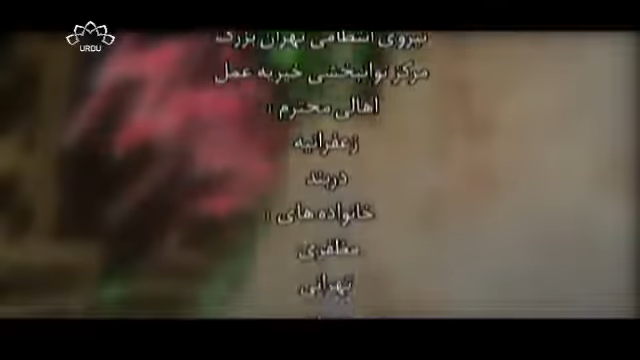 URDU
نیروی انتظامی تهران بزرگ
مرکز توانبخشی خیریه عمل
اهالی محترم :
زعفرانیه
دربند
خانواده های :
مظفری
تهرانی